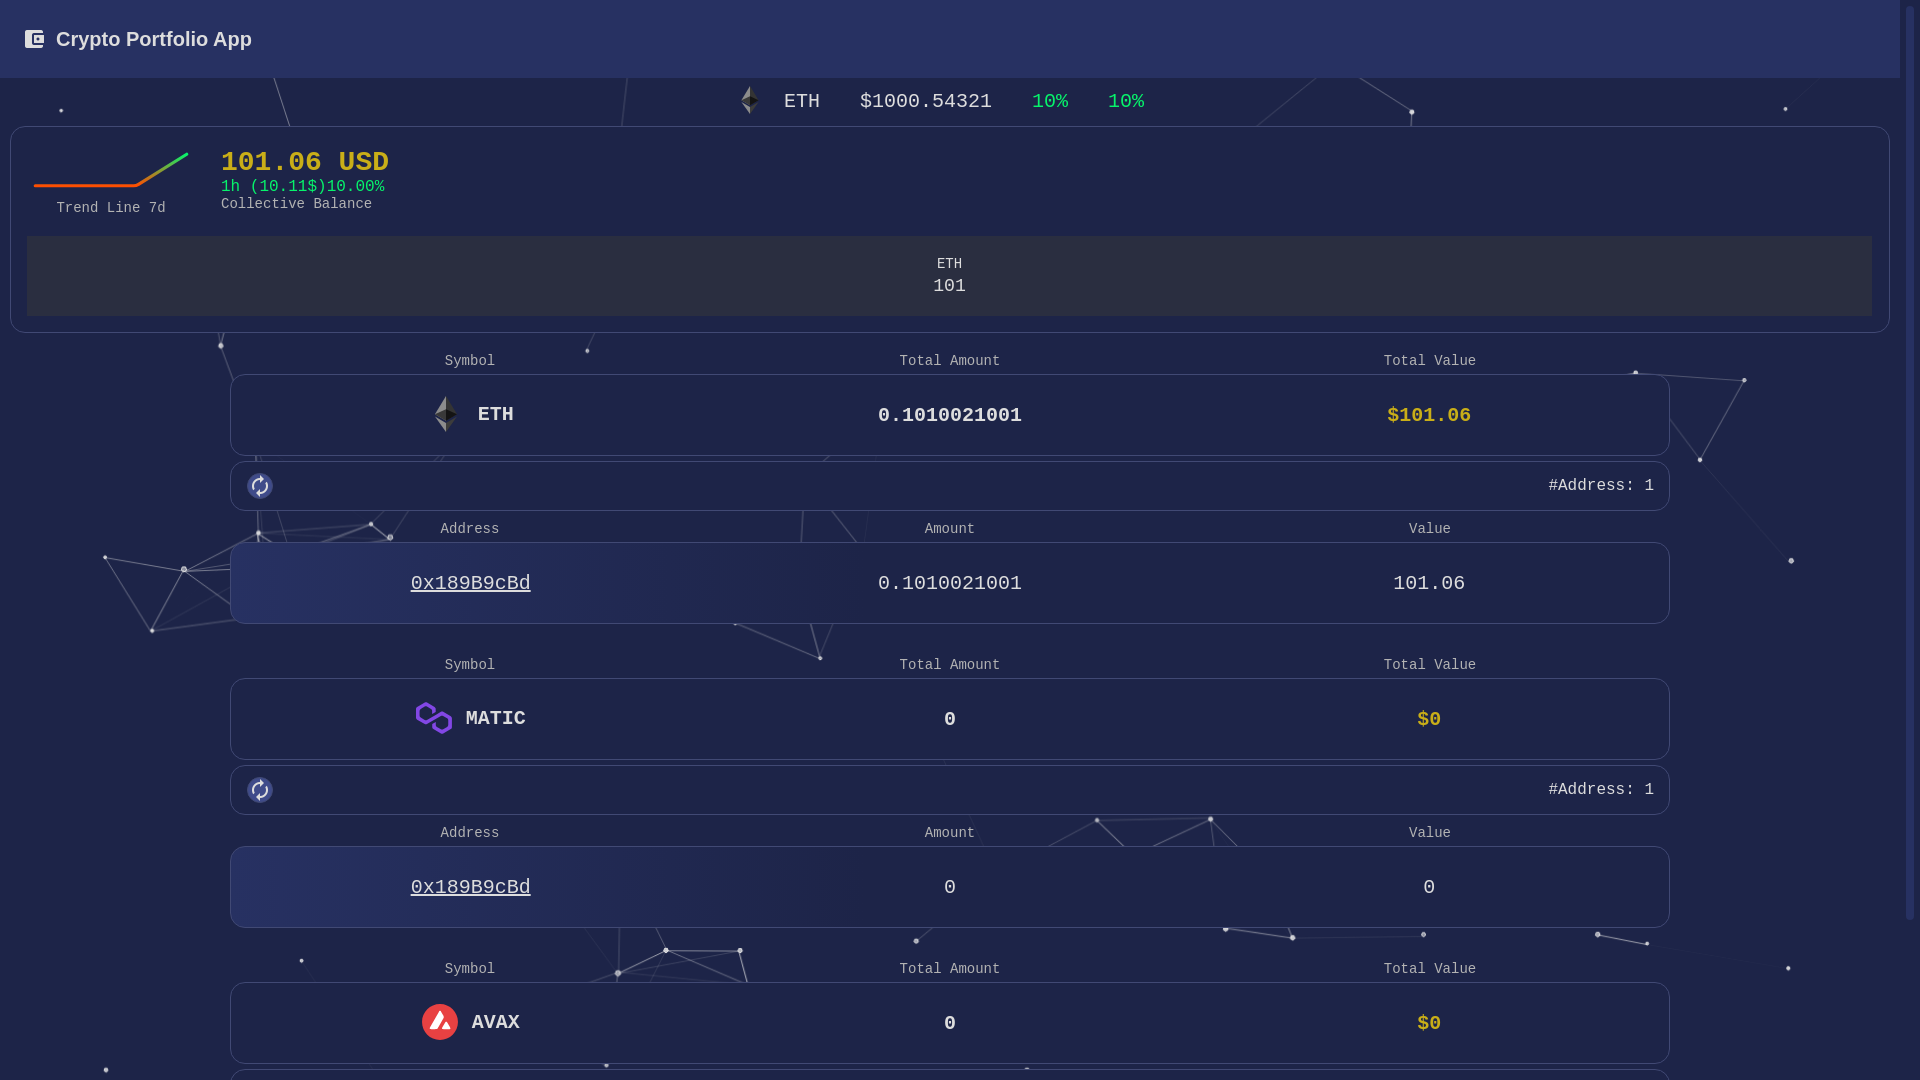 Crypto Portfolio App
ETH $1000.54321 10% 10%
101.06 USD
1h (10.11$)10.00%
Collective Balance
Trend Line 7d
ETH
101
Symbol Total Amount Total Value
ETH 0.1010021001 $101.06
#Address: 1
Address Amount Value
0x189B9cBd 0.1010021001 101.06
Symbol Total Amount Total Value
MATIC 0 $0
#Address: 1
Address Amount Value
0x189B9cBd 0 0
Symbol Total Amount Total Value
AVAX 0 $0